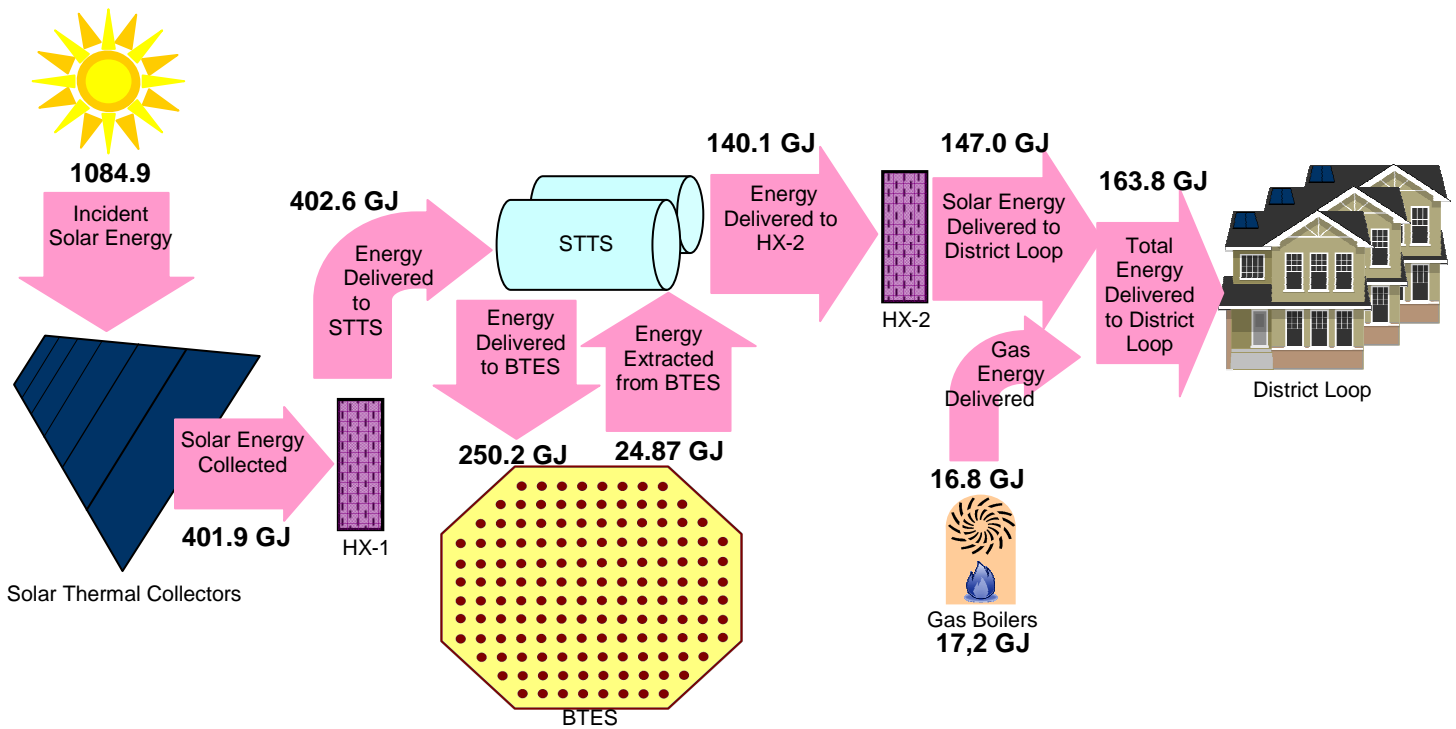 1084.9
Incident
Solar Energy
Solar Thermal Collectors
Solar Energy
Collected
401.9 GJ
HX-1
402.6 GJ
Energy
Delivered
to
STTS
STTS
Energy
Delivered
to BTES
250.2 GJ
Energy
Extracted
from BTES
24.87 GJ
BTES
140.1 GJ
Energy
Delivered to
HX-2
HX-2
147.0 GJ
Solar Energy
Delivered to
District Loop
Gas
Energy
Delivered
16.8 GJ
Gas Boilers
17,2 GJ
163.8 GJ
Total
Energy
Delivered
to District
Loop
District Loop